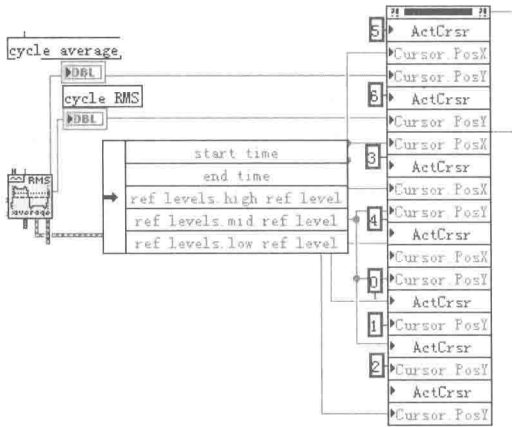 cycle average
DBL
cycle RMS
DBL
RMS
average
start time
end time
ref levels.high ref level
ref levels.mid ref level
ref levels.low ref level
5
ActCrsr
Cursor.PosX
Cursor.PosY
6
ActCrsr
Cursor.PosY
Cursor.PosX
3
ActCrsr
Cursor.PosX
Cursor.PosY
4
ActCrsr
Cursor.PosX
Cursor.PosY
0
ActCrsr
Cursor.PosY
1
ActCrsr
Cursor.PosY
2
ActCrsr
Cursor.PosY